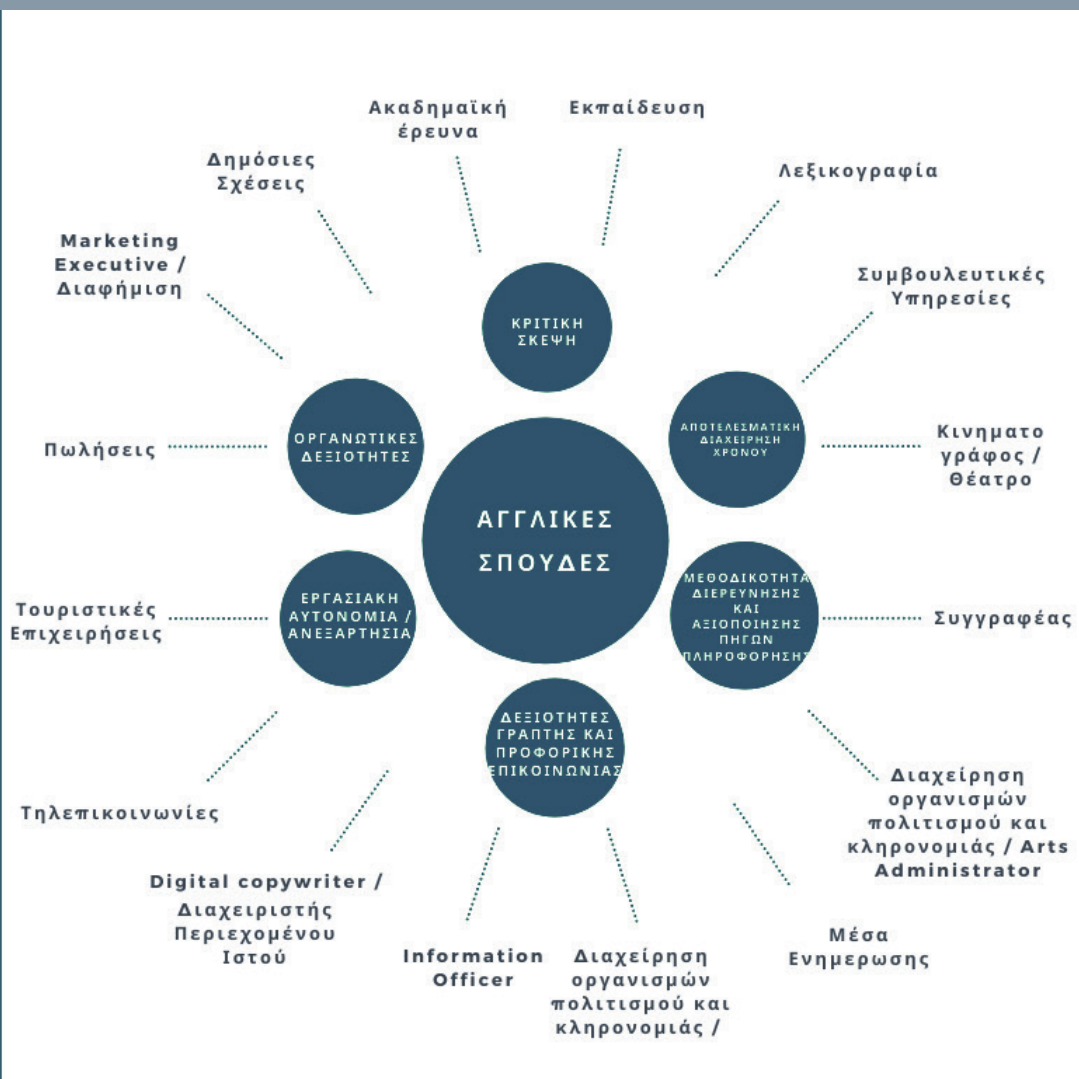 Ακαδημαϊκή
έρευνα
Εκπαίδευση
Δημόσιες
Σχέσεις
Λεξικογραφία
Marketing
Executive /
Διαφήμιση
Συμβουλευτικές
Υπηρεσίες
ΚΡΙΤΙΚΗ
ΣΚΕΨΗ
Πωλήσεις
ΟΡΓΑΝΩΤΙΚΕΣ
ΔΕΞΙΟΤΗΤΕΣ
ΑΠΟΤΕΛΕΣΜΑΤΙΚΗ
ΔΙΑΧΕΙΡΗΣΗ
ΧΡΟΝΟΥ
Κινηματο
γράφος /
Θέατρο
ΑΓΓΛΙΚΕΣ
ΣΠΟΥΔΕΣ
Τουριστικές
Επιχειρήσεις
ΕΡΓΑΣΙΑΚΗ
ΑΥΤΟΝΟΜΙΑ /
ΑΝΕΞΑΡΤΗΣΙΑ
ΜΕΘΟΔΙΚΟΤΗΤΑ
ΔΙΕΡΕΥΝΗΣΗΣ
ΚΑΙ
ΑΞΙΟΠΟΙΗΣΗΣ
ΠΗΓΩΝ
ΠΛΗΡΟΦΟΡΗΣΗΣ
Συγγραφέας
ΔΕΞΙΟΤΗΤΕΣ
ΓΡΑΠΤΗΣ ΚΑΙ
ΠΡΟΦΟΡΙΚΗΣ
ΕΠΙΚΟΙΝΩΝΙΑΣ
Τηλεπικοινωνίες
Διαχείρηση
οργανισμών
πολιτισμού και
κληρονομιάς / Arts
Administrator
Digital copywriter /
Διαχειριστής
Περιεχομένου
Ιστού
Information
Officer
Διαχείρηση
οργανισμών
πολιτισμού και
κληρονομιάς /
Μέσα
Ενημερωσης